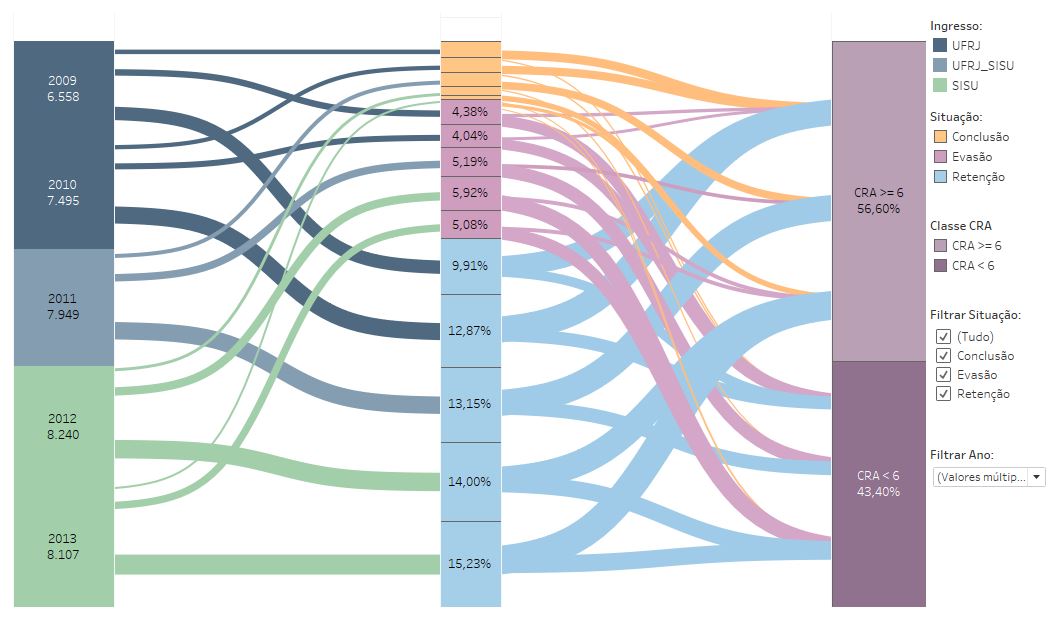 2009
6.558
2010
7.495
2011
7.949
2012
8.240
2013
8.107
4,38%
4,04%
5,19%
5,92%
5,08%
9,91%
12,87%
13,15%
14,00%
15,23%
CRA >= 6
56,60%
CRA < 6
43,40%
Ingresso:
UFRJ
UFRJ_SISU
SISU
Situação:
Conclusão
Evasão
Retenção
Classe CRA
CRA >= 6
CRA < 6
Filtrar Situação:
(Tudo)
Conclusão
Evasão
Retenção
Filtrar Ano:
(Valores múltip...